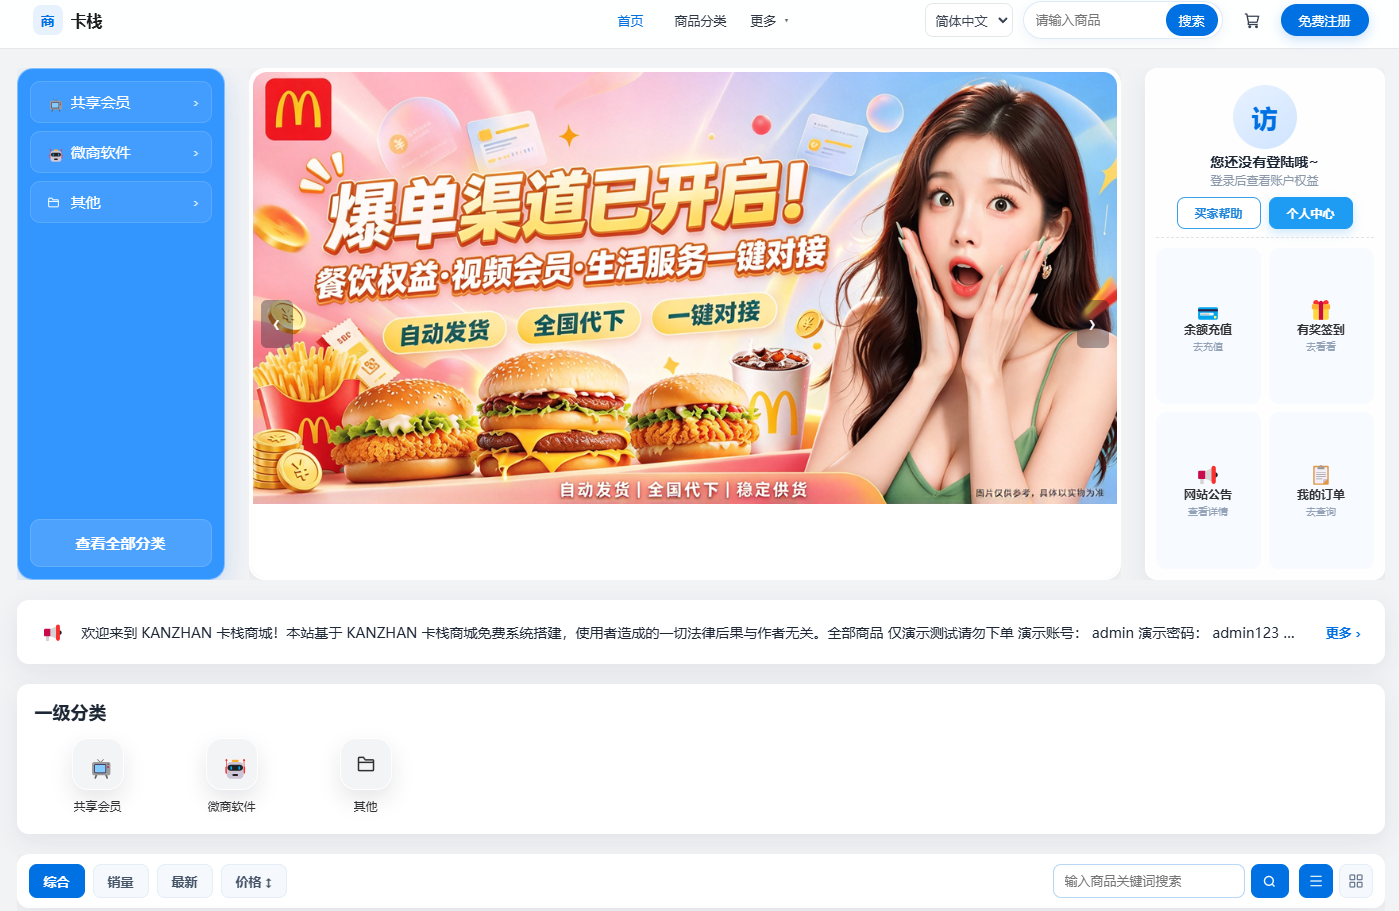 商 卡栈
首页 商品分类 更多
简体中文
请输入商品
搜索
免费注册
共享会员
微商软件
其他
查看全部分类
爆单渠道已开启!
餐饮权益·视频会员·生活服务一键对接
自动发货 全国代下 一键对接
自动发货 | 全国代下 | 稳定供货
图片仅供参考，具体以实物为准
访
您还没有登陆哦~
登录后查看账户权益
买家帮助 个人中心
余额充值
去充值
有奖签到
去看看
网站公告
查看详情
我的订单
去查询
欢迎来到 KANZHAN 卡栈商城！本站基于 KANZHAN 卡栈商城免费系统搭建，使用者造成的一切法律后果与作者无关。全部商品 仅演示测试请勿下单 演示账号： admin 演示密码： admin123 ...
更多 ›
一级分类
共享会员 微商软件 其他
综合 销量 最新 价格 ↕
输入商品关键词搜索